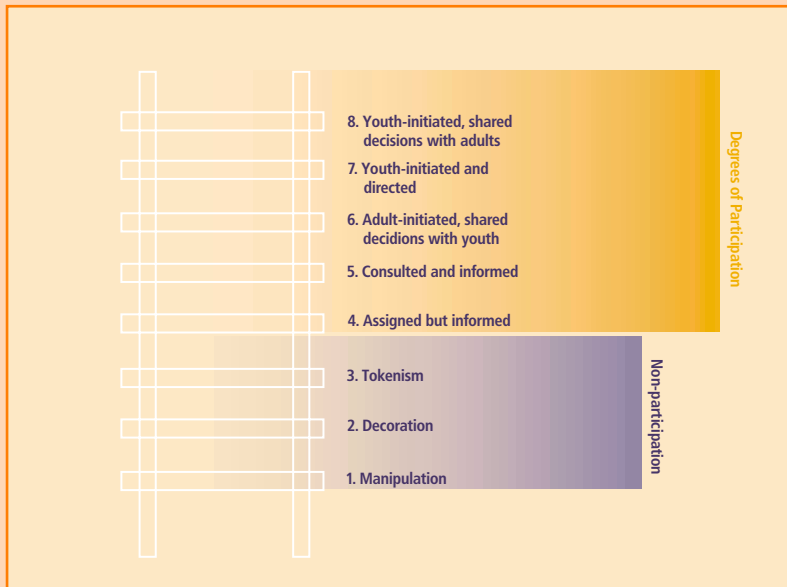 8. Youth-initiated, shared
decisions with adults
7. Youth-initiated and
directed
6. Adult-initiated, shared
decidions with youth
5. Consulted and informed
4. Assigned but informed
Degrees of Participation
3. Tokenism
2. Decoration
1. Manipulation
Non-participation